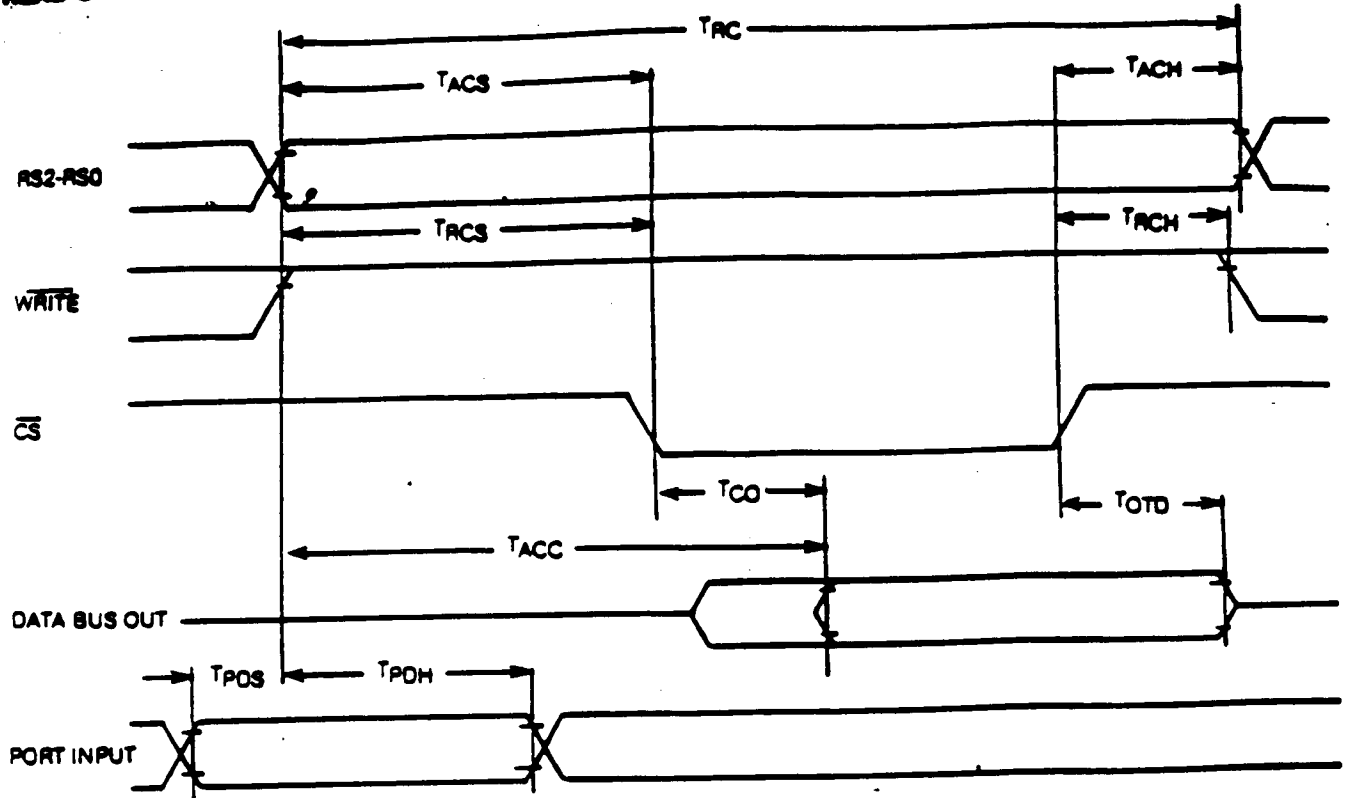 TRC
TACS
TACH
RS2-RS0
TRCS
TRCH
WRITE
CS
TCO
TOTD
TACC
DATA BUS OUT
TPDS
TPDH
PORT INPUT